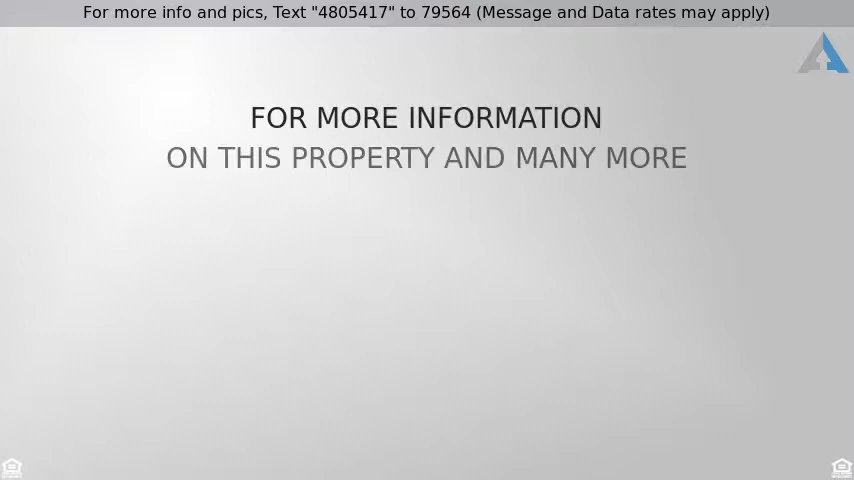 For more info and pics, Text "4805417" to 79564 (Message and Data rates may apply)
FOR MORE INFORMATION
ON THIS PROPERTY AND MANY MORE